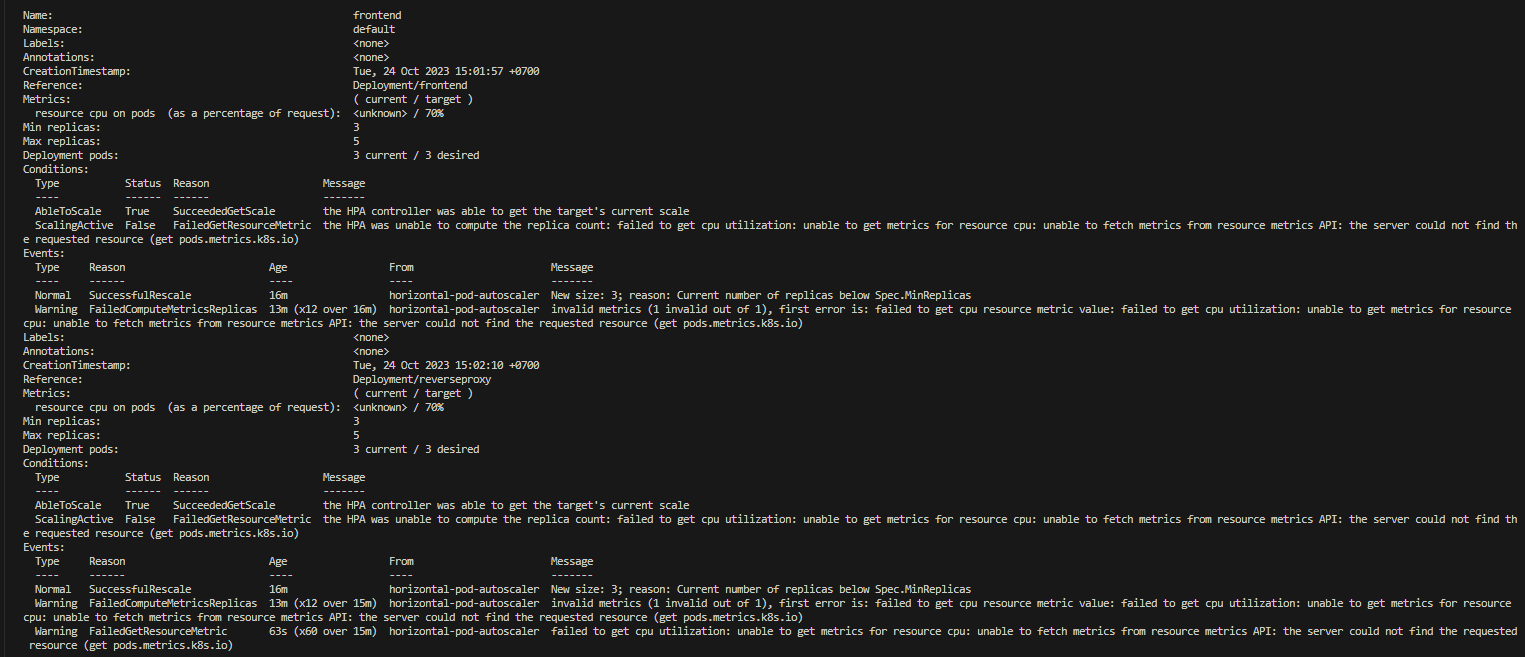 Name:                                                  frontend
Namespace:                                             default
Labels:                                                <none>
Annotations:                                           <none>
CreationTimestamp:                                     Tue, 24 Oct 2023 15:01:57 +0700
Reference:                                             Deployment/frontend
Metrics:                                               ( current / target )
  resource cpu on pods  (as a percentage of request):  <unknown> / 70%
Min replicas:                                          3
Max replicas:                                          5
Deployment pods:                                       3 current / 3 desired
Conditions:
  Type           Status  Reason                   Message
  ----           ------  ------                   -------
  AbleToScale    True    SucceededGetScale        the HPA controller was able to get the target's current scale
  ScalingActive  False   FailedGetResourceMetric  the HPA was unable to compute the replica count: failed to get cpu utilization: unable to get metrics for resource cpu: unable to fetch metrics from resource metrics API: the server could not find th
e requested resource (get pods.metrics.k8s.io)
Events:
  Type     Reason                        Age                 From                       Message
  ----     ------                        ----                ----                       -------
  Normal   SuccessfulRescale             16m                 horizontal-pod-autoscaler  New size: 3; reason: Current number of replicas below Spec.MinReplicas
  Warning  FailedComputeMetricsReplicas  13m (x12 over 16m)  horizontal-pod-autoscaler  invalid metrics (1 invalid out of 1), first error is: failed to get cpu resource metric value: failed to get cpu utilization: unable to get metrics for resource
cpu: unable to fetch metrics from resource metrics API: the server could not find the requested resource (get pods.metrics.k8s.io)
Labels:                                                <none>
Annotations:                                           <none>
CreationTimestamp:                                     Tue, 24 Oct 2023 15:02:10 +0700
Reference:                                             Deployment/reverseproxy
Metrics:                                               ( current / target )
  resource cpu on pods  (as a percentage of request):  <unknown> / 70%
Min replicas:                                          3
Max replicas:                                          5
Deployment pods:                                       3 current / 3 desired
Conditions:
  Type           Status  Reason                   Message
  ----           ------  ------                   -------
  AbleToScale    True    SucceededGetScale        the HPA controller was able to get the target's current scale
  ScalingActive  False   FailedGetResourceMetric  the HPA was unable to compute the replica count: failed to get cpu utilization: unable to get metrics for resource cpu: unable to fetch metrics from resource metrics API: the server could not find th
e requested resource (get pods.metrics.k8s.io)
Events:
  Type     Reason                        Age                 From                       Message
  ----     ------                        ----                ----                       -------
  Normal   SuccessfulRescale             16m                 horizontal-pod-autoscaler  New size: 3; reason: Current number of replicas below Spec.MinReplicas
  Warning  FailedComputeMetricsReplicas  13m (x12 over 15m)  horizontal-pod-autoscaler  invalid metrics (1 invalid out of 1), first error is: failed to get cpu resource metric value: failed to get cpu utilization: unable to get metrics for resource
cpu: unable to fetch metrics from resource metrics API: the server could not find the requested resource (get pods.metrics.k8s.io)
  Warning  FailedGetResourceMetric       63s (x60 over 15m)  horizontal-pod-autoscaler  failed to get cpu utilization: unable to get metrics for resource cpu: unable to fetch metrics from resource metrics API: the server could not find the requested
 resource (get pods.metrics.k8s.io)